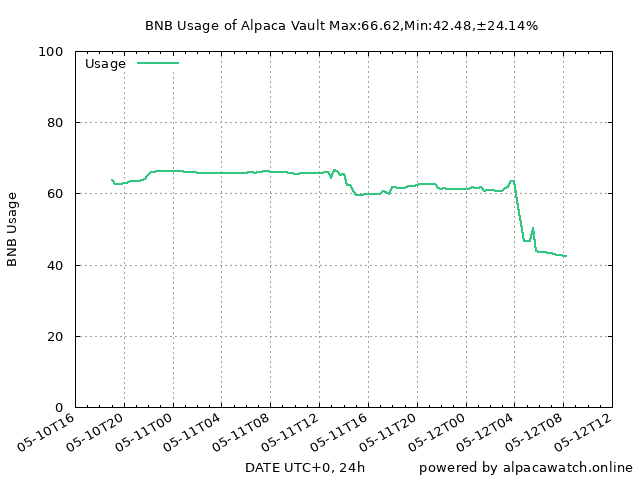 BNB Usage of Alpaca Vault Max:66.62,Min:42.48,±24.14%
Usage
100
80
60
40
20
0
BNB Usage
05-10T16
05-10T20
05-11T00
05-11T04
05-11T08
05-11T12
05-11T16
05-11T20
05-12T00
05-12T04
05-12T08
05-12T12
DATE UTC+0, 24h
powered by alpacawatch.online